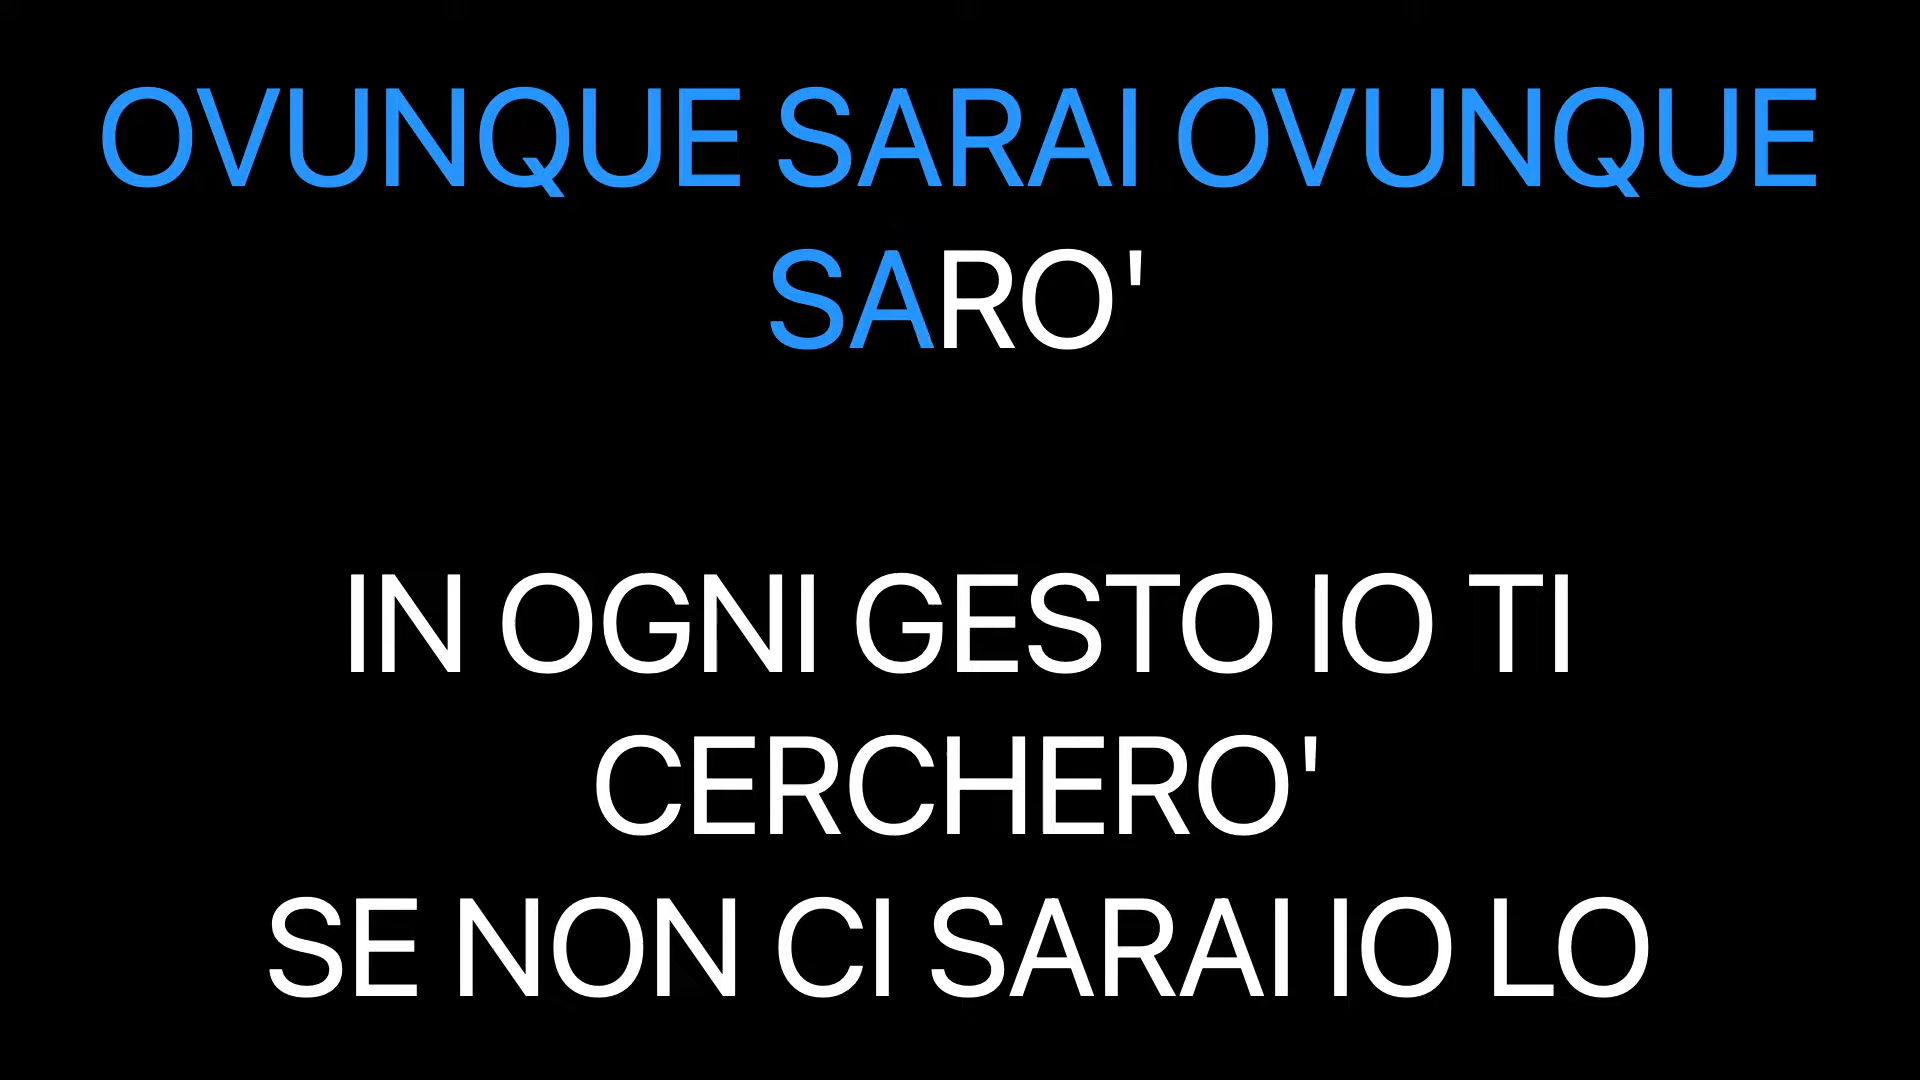 OVUNQUE SARAI OVUNQUE
SARO'
IN OGNI GESTO IO TI
CERCHERO'
SE NON CI SARAI IO LO